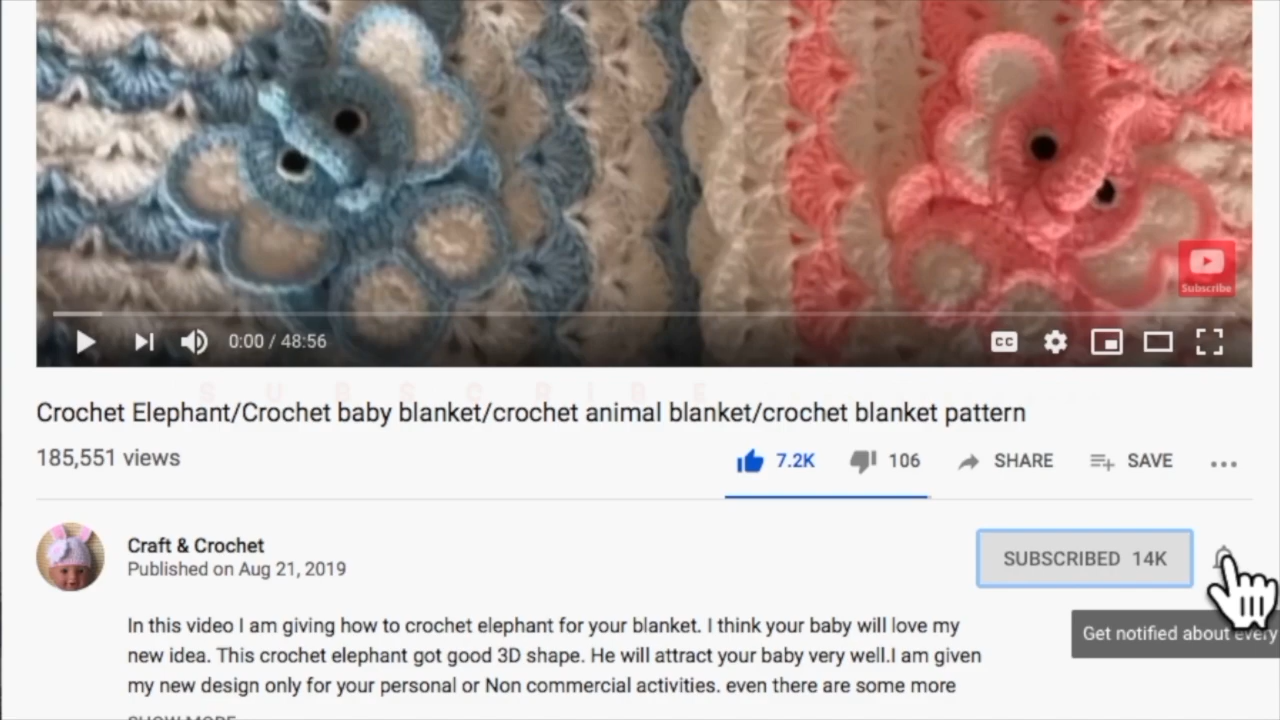 Subscribe
0:00 / 48:56
CC
SUBSCRIBE
Crochet Elephant/Crochet baby blanket/crochet animal blanket/crochet blanket pattern
185,551 views
7.2K 106 SHARE SAVE
Craft & Crochet
Published on Aug 21, 2019
SUBSCRIBED 14K
Get notified about every
In this video I am giving how to crochet elephant for your blanket. I think your baby will love my
new idea. This crochet elephant got good 3D shape. He will attract your baby very well.I am given
my new design only for your personal or Non commercial activities. even there are some more
SHOW MORE